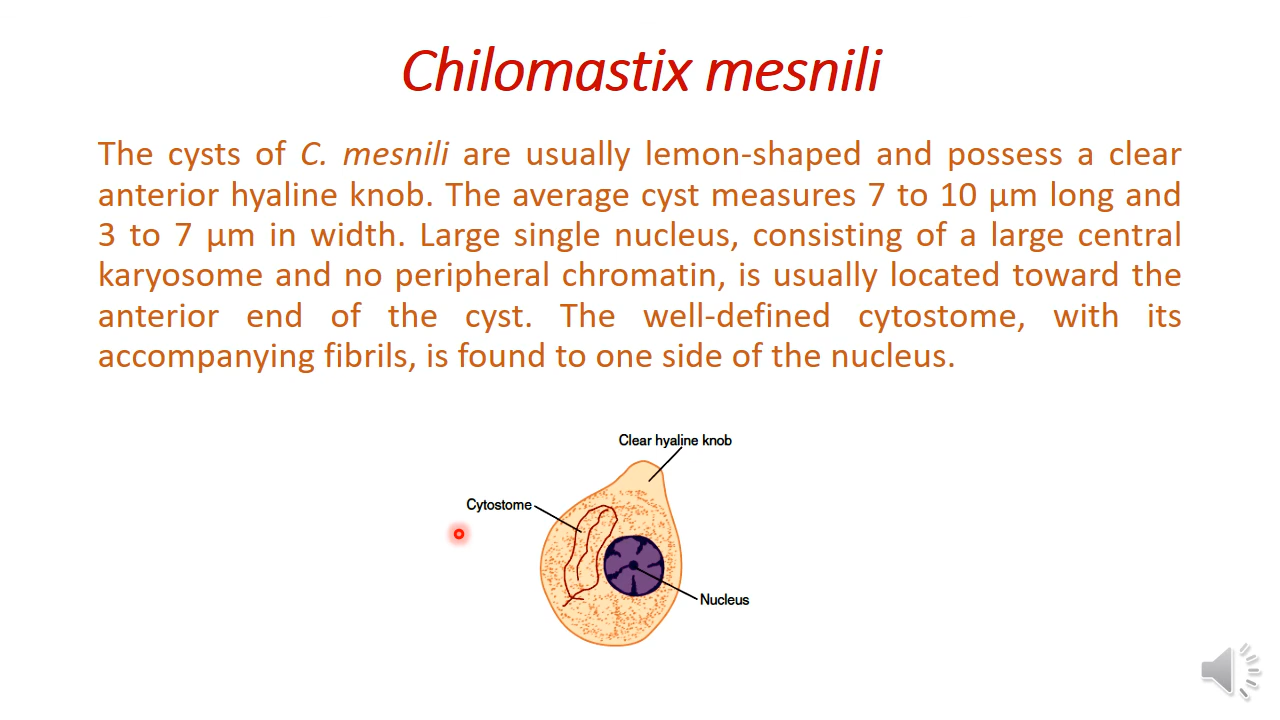 Chilomastix mesnili
The cysts of C. mesnili are usually lemon-shaped and possess a clear
anterior hyaline knob. The average cyst measures 7 to 10 µm long and
3 to 7 µm in width. Large single nucleus, consisting of a large central
karyosome and no peripheral chromatin, is usually located toward the
anterior end of the cyst. The well-defined cytostome, with its
accompanying fibrils, is found to one side of the nucleus.
Clear hyaline knob
Cytostome
Nucleus